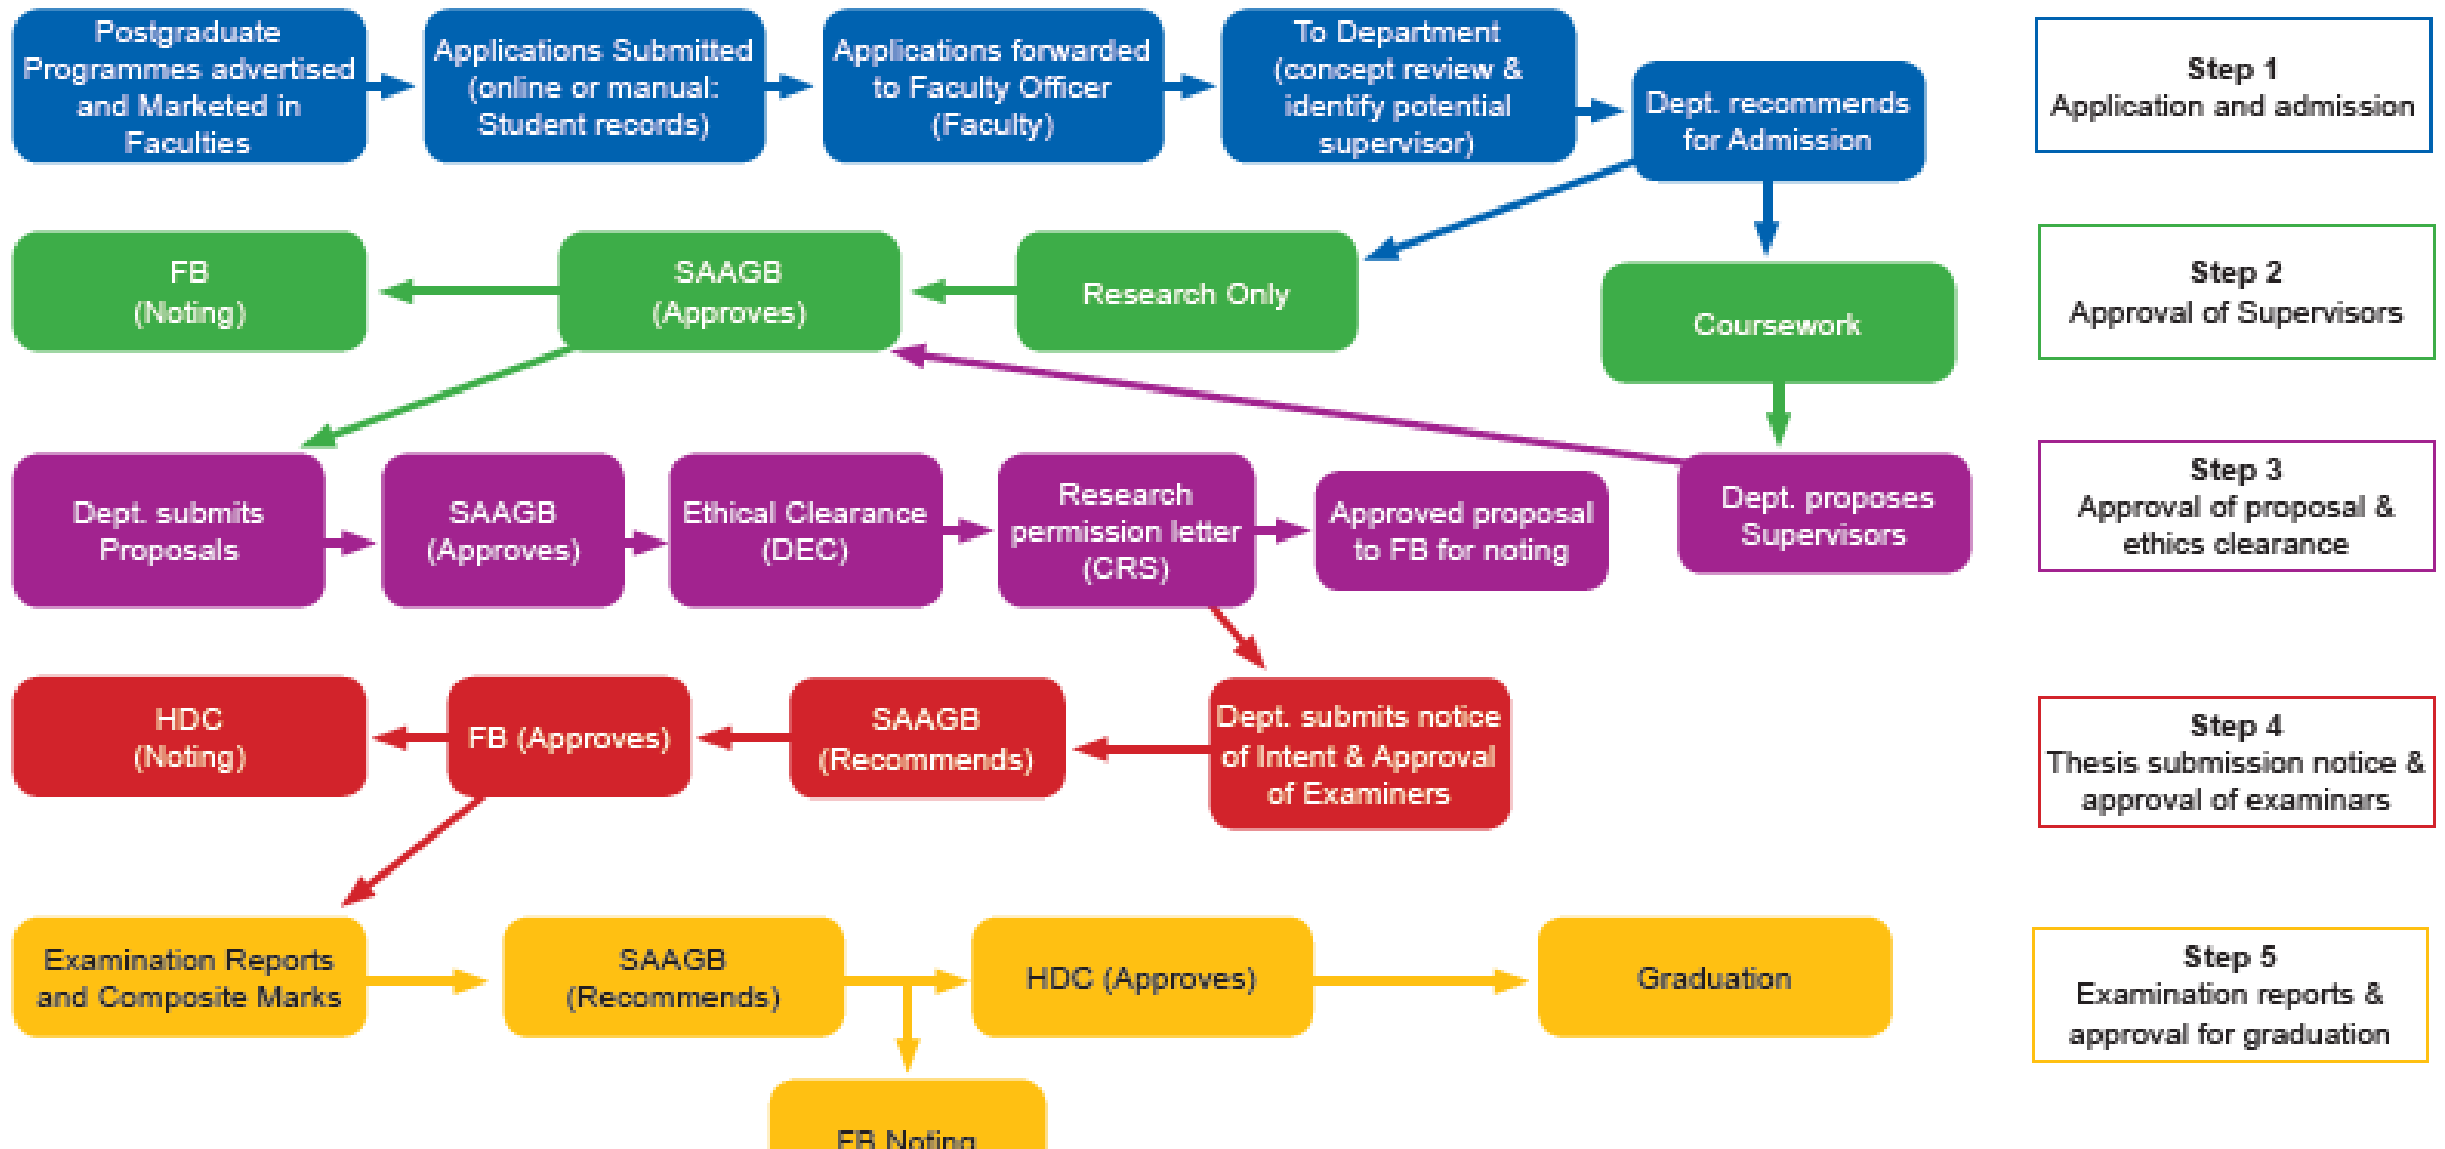 Postgraduate
Programmes advertised
and Marketed in
Faculties
Applications Submitted
(online or manual:
Student records)
Applications forwarded
to Faculty Officer
(Faculty)
To Department
(concept review &
identify potential
supervisor)
Dept. recommends
for Admission
Step 1
Application and admission
FB
(Noting)
SAAGB
(Approves)
Research Only
Coursework
Step 2
Approval of Supervisors
Dept. submits
Proposals
SAAGB
(Approves)
Ethical Clearance
(DEC)
Research
permission letter
(CRS)
Approved proposal
to FB for noting
Dept. proposes
Supervisors
Step 3
Approval of proposal &
ethics clearance
HDC
(Noting)
FB (Approves)
SAAGB
(Recommends)
Dept. submits notice
of Intent & Approval
of Examiners
Step 4
Thesis submission notice &
approval of examinars
Examination Reports
and Composite Marks
SAAGB
(Recommends)
HDC (Approves)
Graduation
Step 5
Examination reports &
approval for graduation
FB Noting